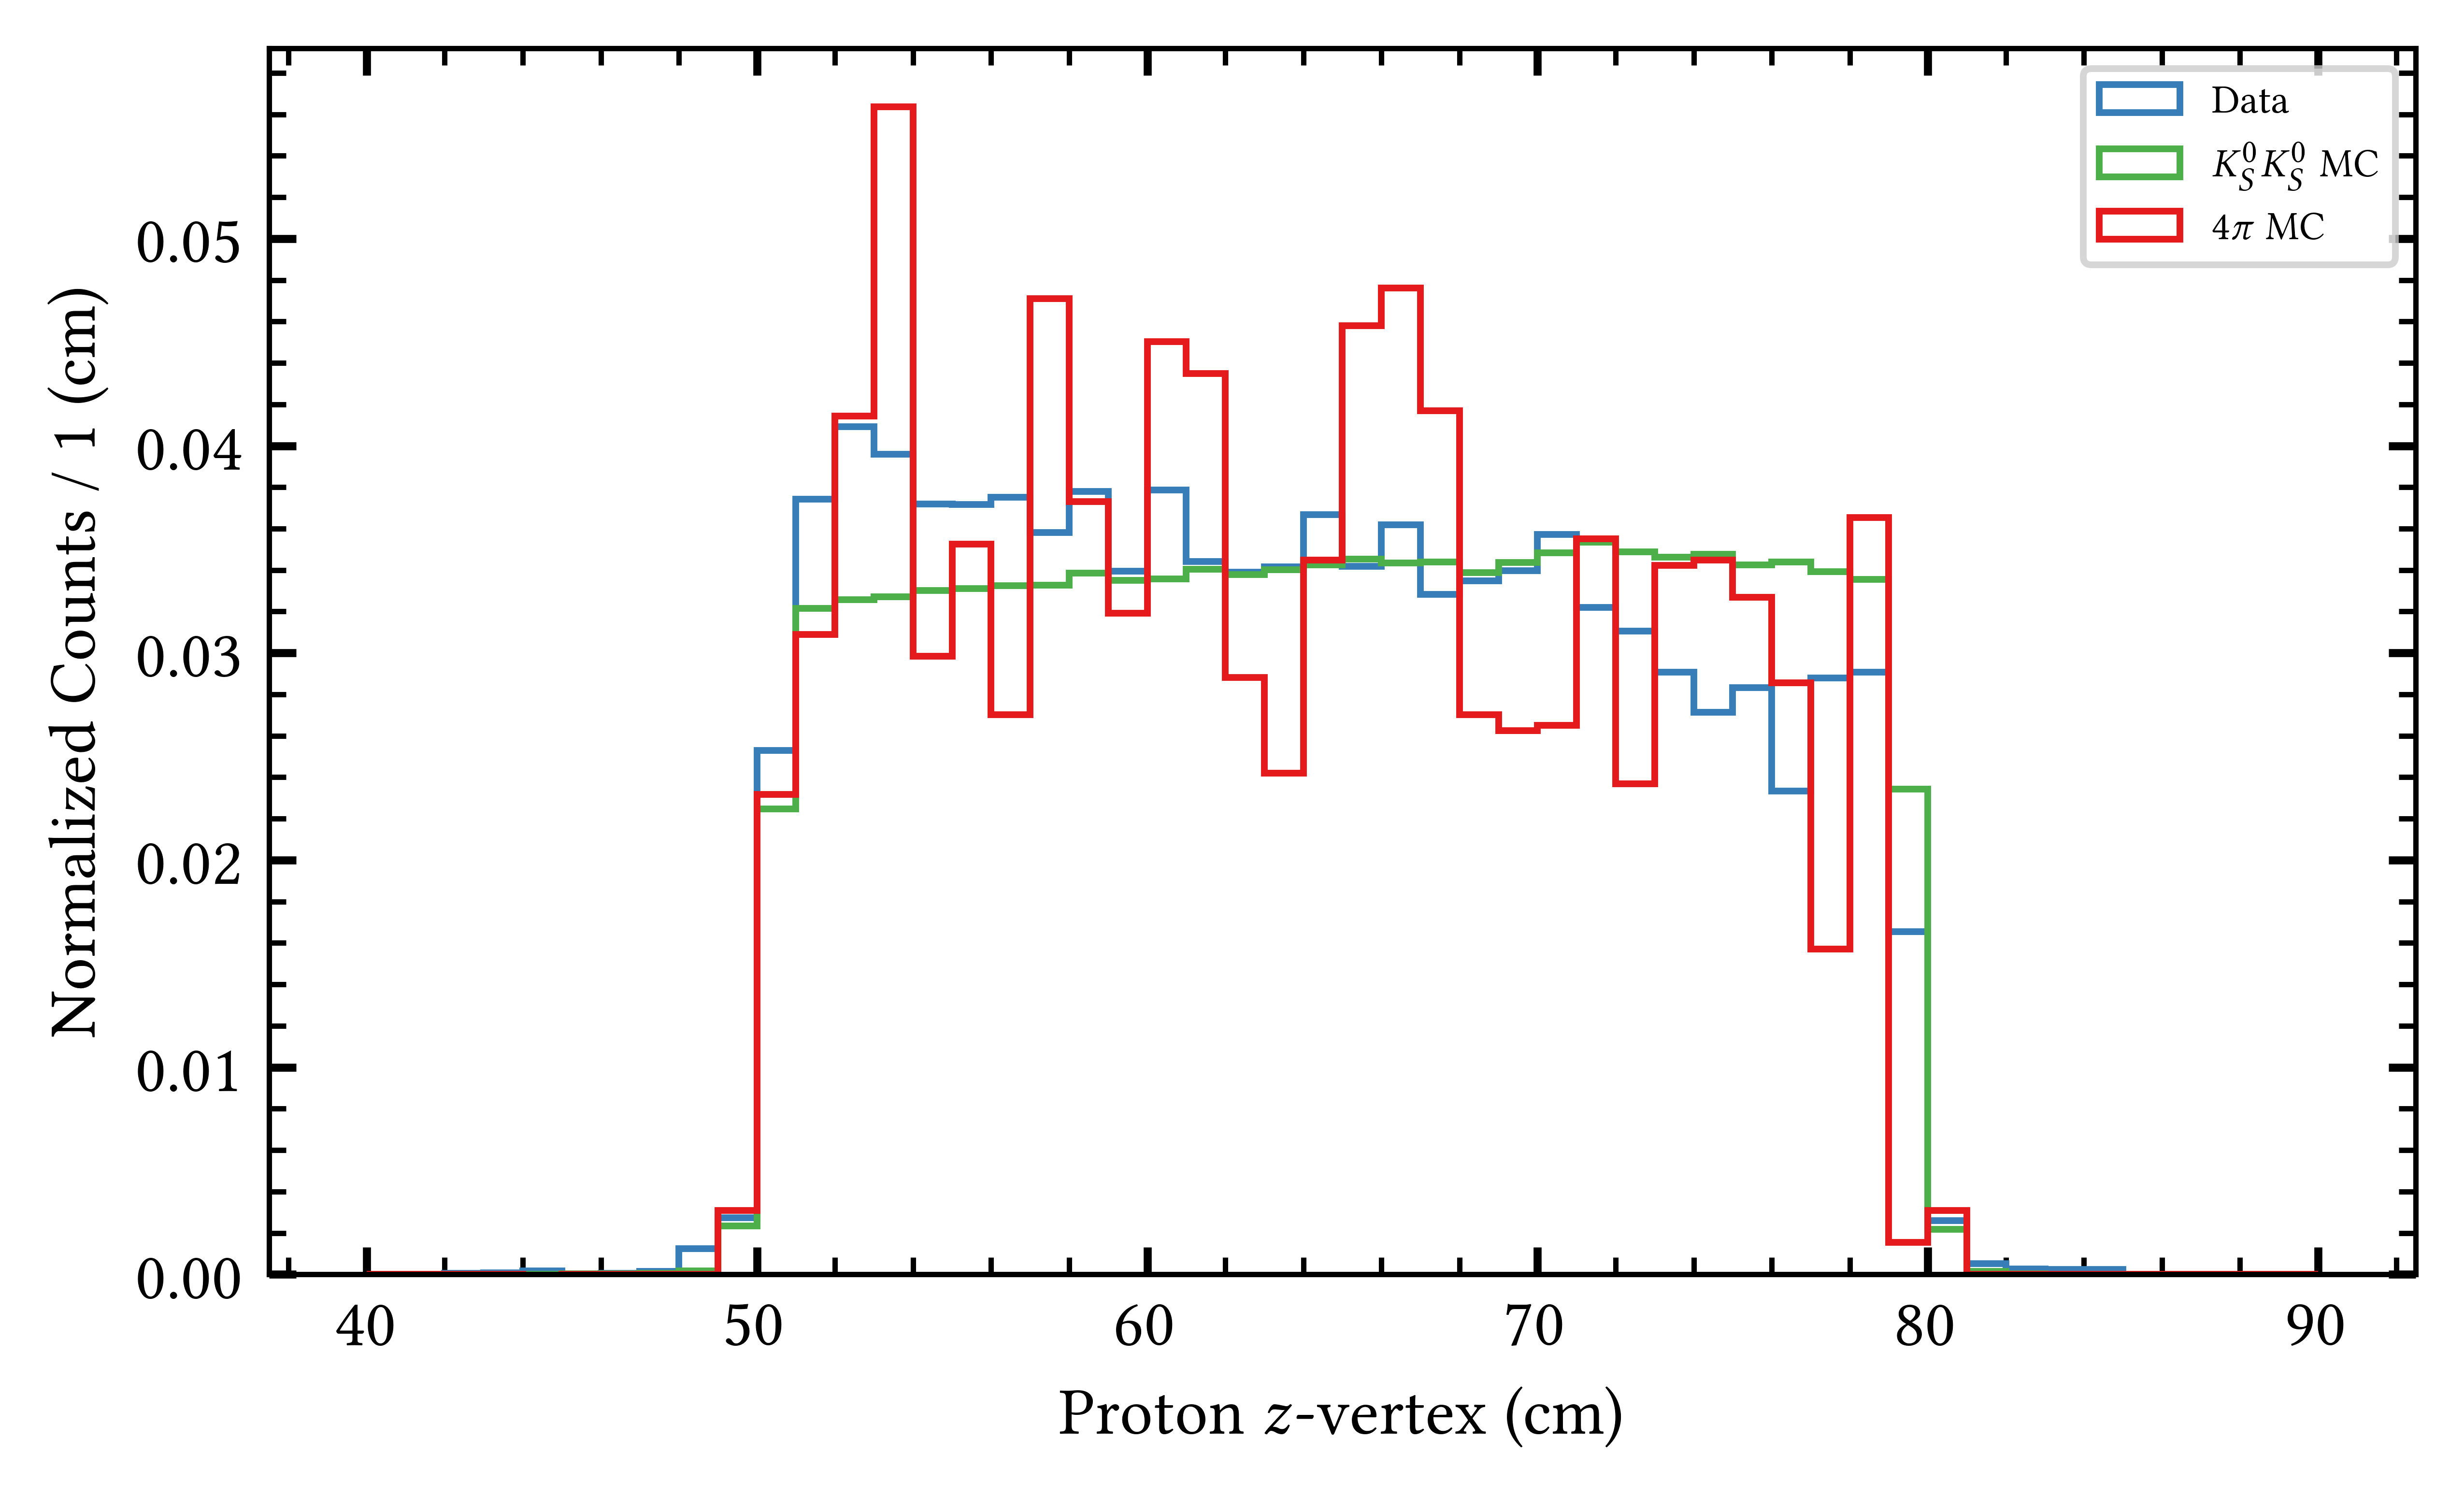 Normalized Counts / 1 (cm)
0.05
0.04
0.03
0.02
0.01
0.00
40 50 60 70 80 90
Proton z-vertex (cm)
Data
K_S^0 K_S^0 MC
4π MC